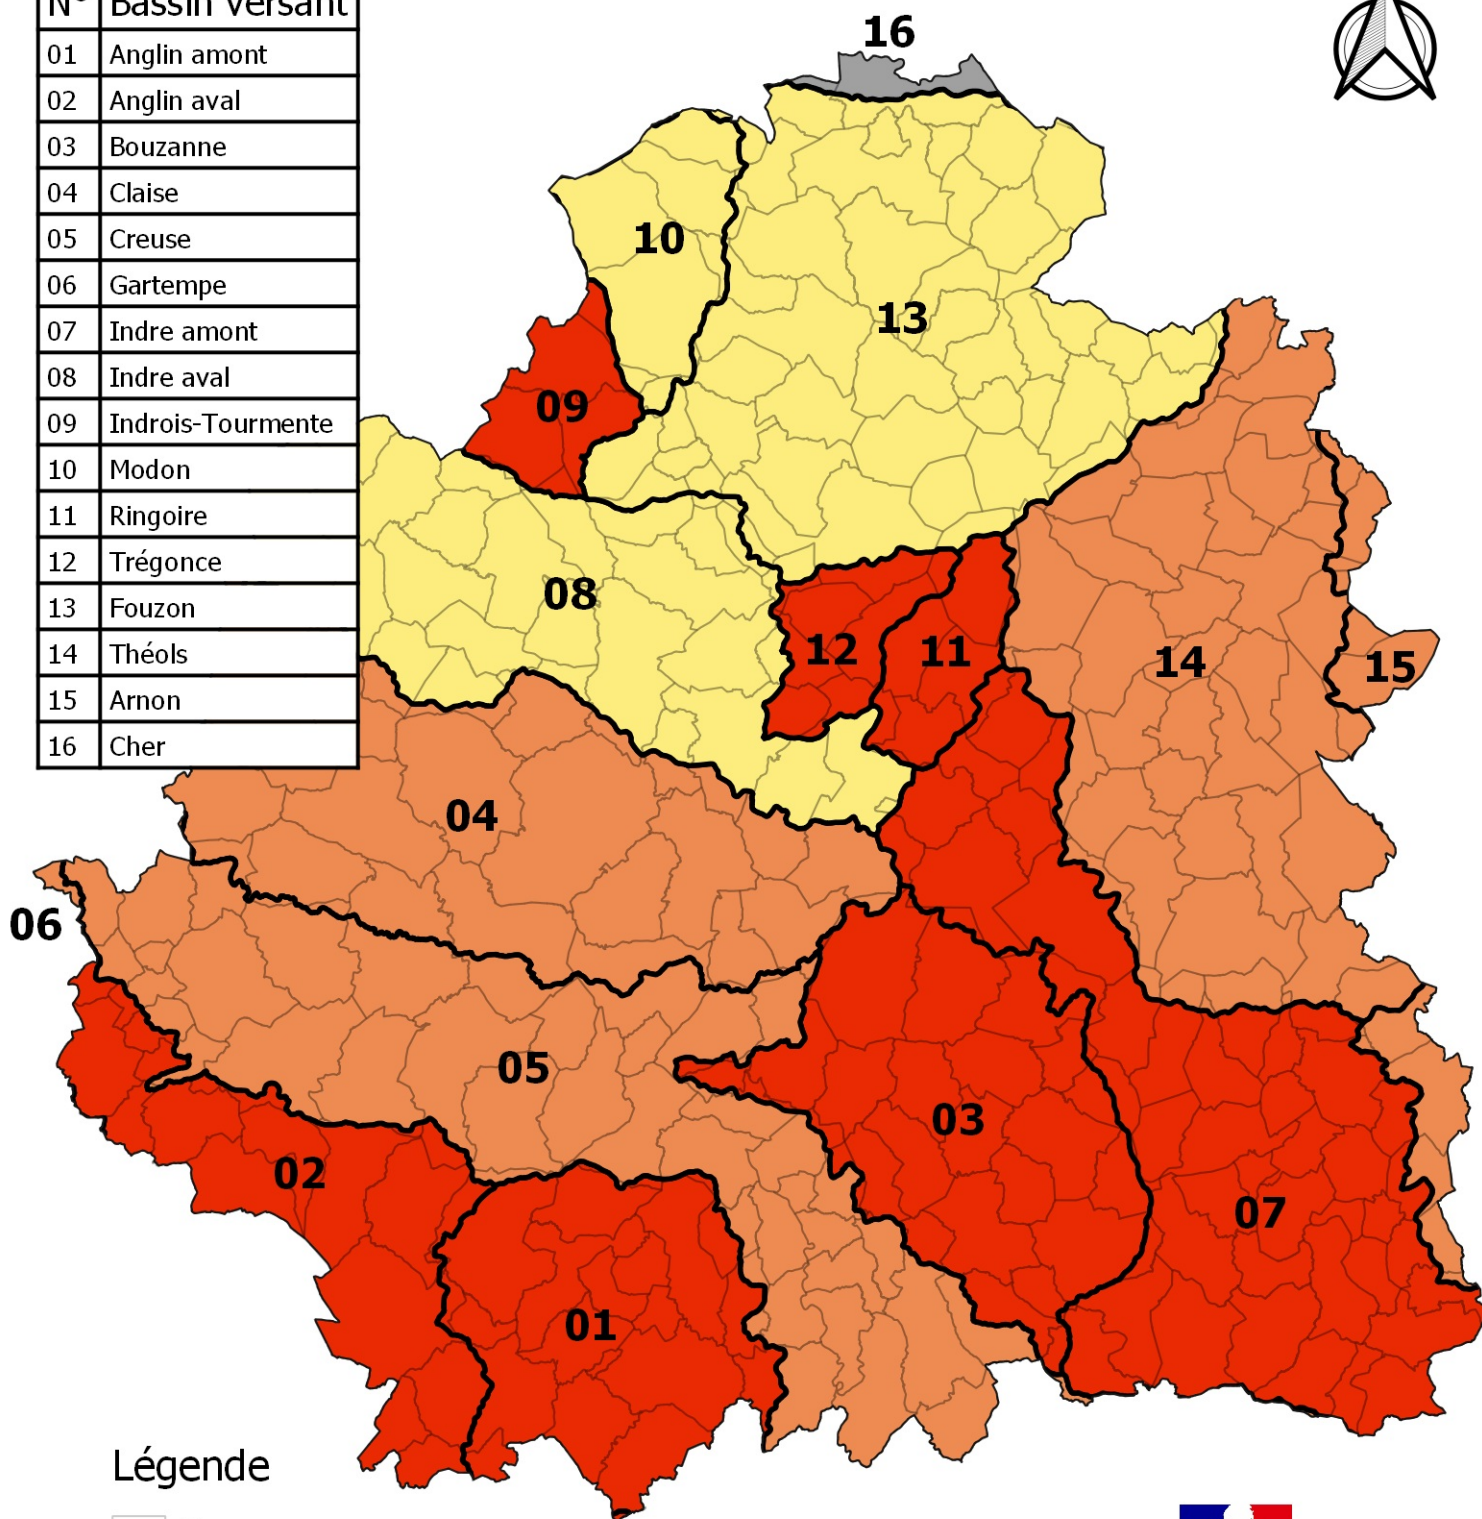 N° Bassin versant
01 Anglin amont
02 Anglin aval
03 Bouzanne
04 Claise
05 Creuse
06 Gartempe
07 Indre amont
08 Indre aval
09 Indrois-Tourmente
10 Modon
11 Ringoire
12 Trégonce
13 Fouzon
14 Théols
15 Arnon
16 Cher
16
10
13
09
08
12
11
14
15
04
06
05
03
02
07
01
Légende